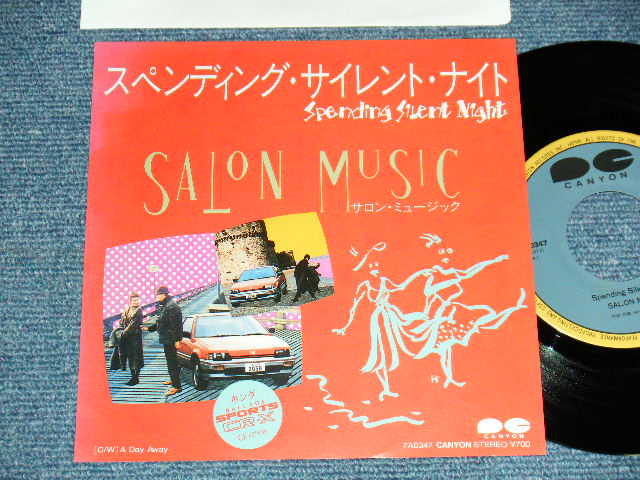 スペンディング・サイレント・ナイト
Spending Silent Night
SALON MUSIC
サロン・ミュージック
2058
ホンダ
BALLADE
SPORTS
CR-X
[C/W] A Day Away
7A0347 CANYON STEREO ¥700
CANYON
CANYON
Spending Sile
SALON